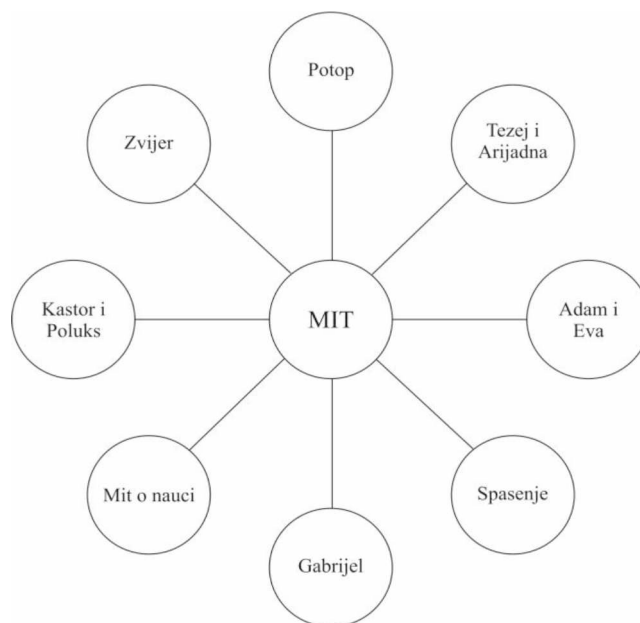 Potop
Zvijer
Tezej i
Arijadna
Kastor i
Poluks
MIT
Adam i
Eva
Mit o nauci
Spasenje
Gabrijel